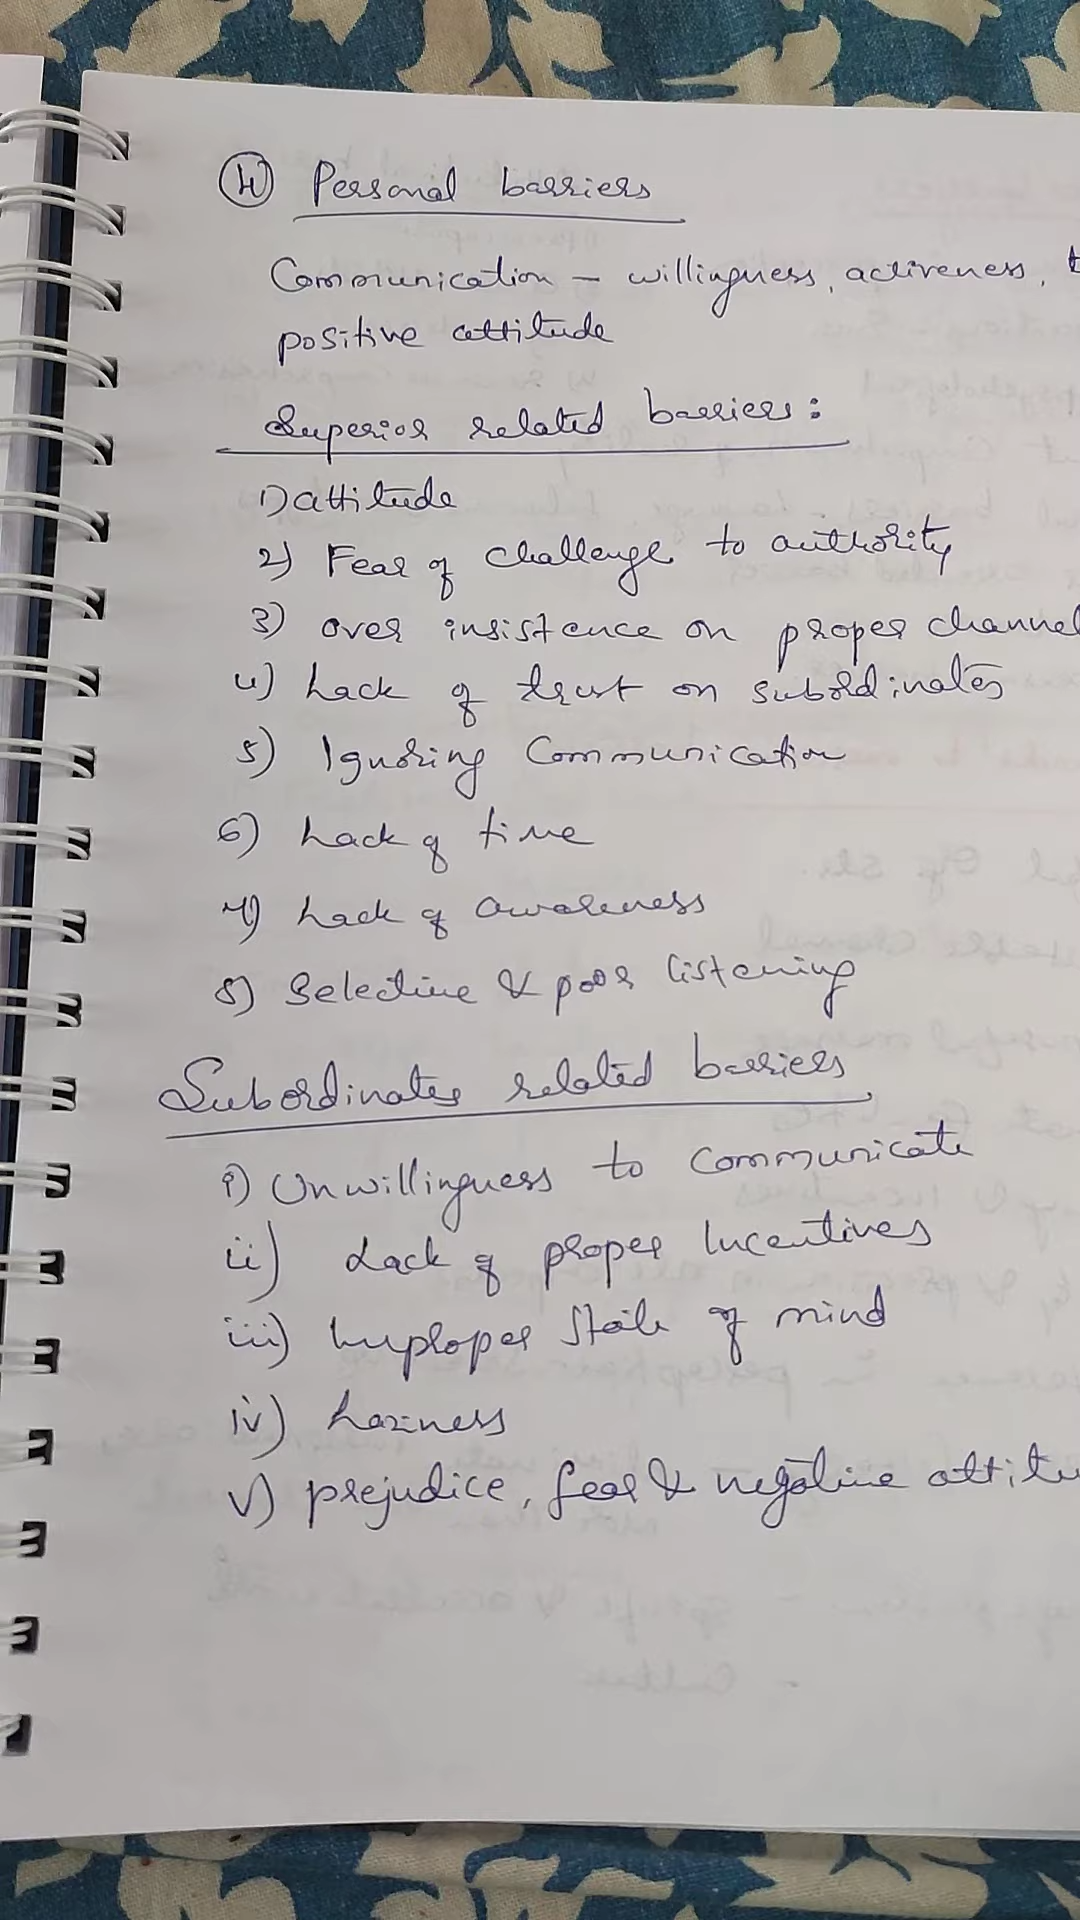 ④ Personal barriers
Communication – willingness, activeness,
positive attitude
Superior related barriers :
1) attitude
2) Fear of challenge to authority
3) over insistence on proper channel
4) Lack of trust on subordinates
5) Ignoring Communication
6) Lack of time
7) Lack of awareness
8) Selective & poor listening
Subordinates related barriers
i) Unwillingness to communicate
ii) Lack of proper Incentives
iii) Improper State of mind
iv) Laziness
v) prejudice, fear & negative attitu